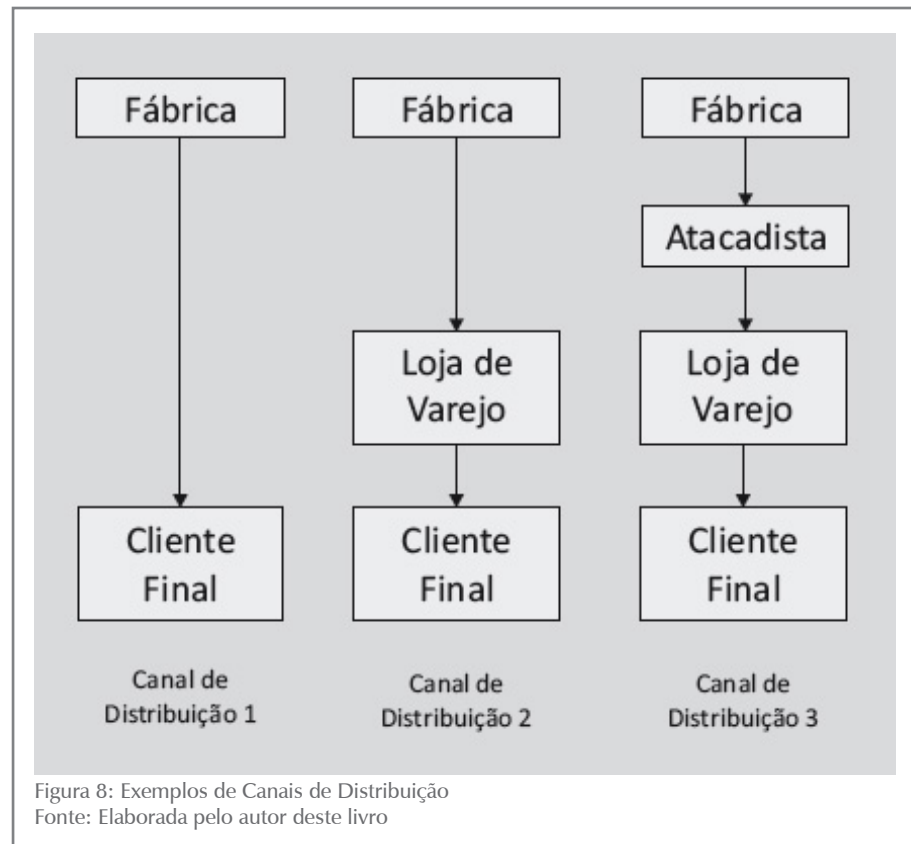 Fábrica
Fábrica
Fábrica
Atacadista
Loja de
Varejo
Loja de
Varejo
Cliente
Final
Cliente
Final
Cliente
Final
Canal de
Distribuição 1
Canal de
Distribuição 2
Canal de
Distribuição 3
Figura 8: Exemplos de Canais de Distribuição
Fonte: Elaborada pelo autor deste livro